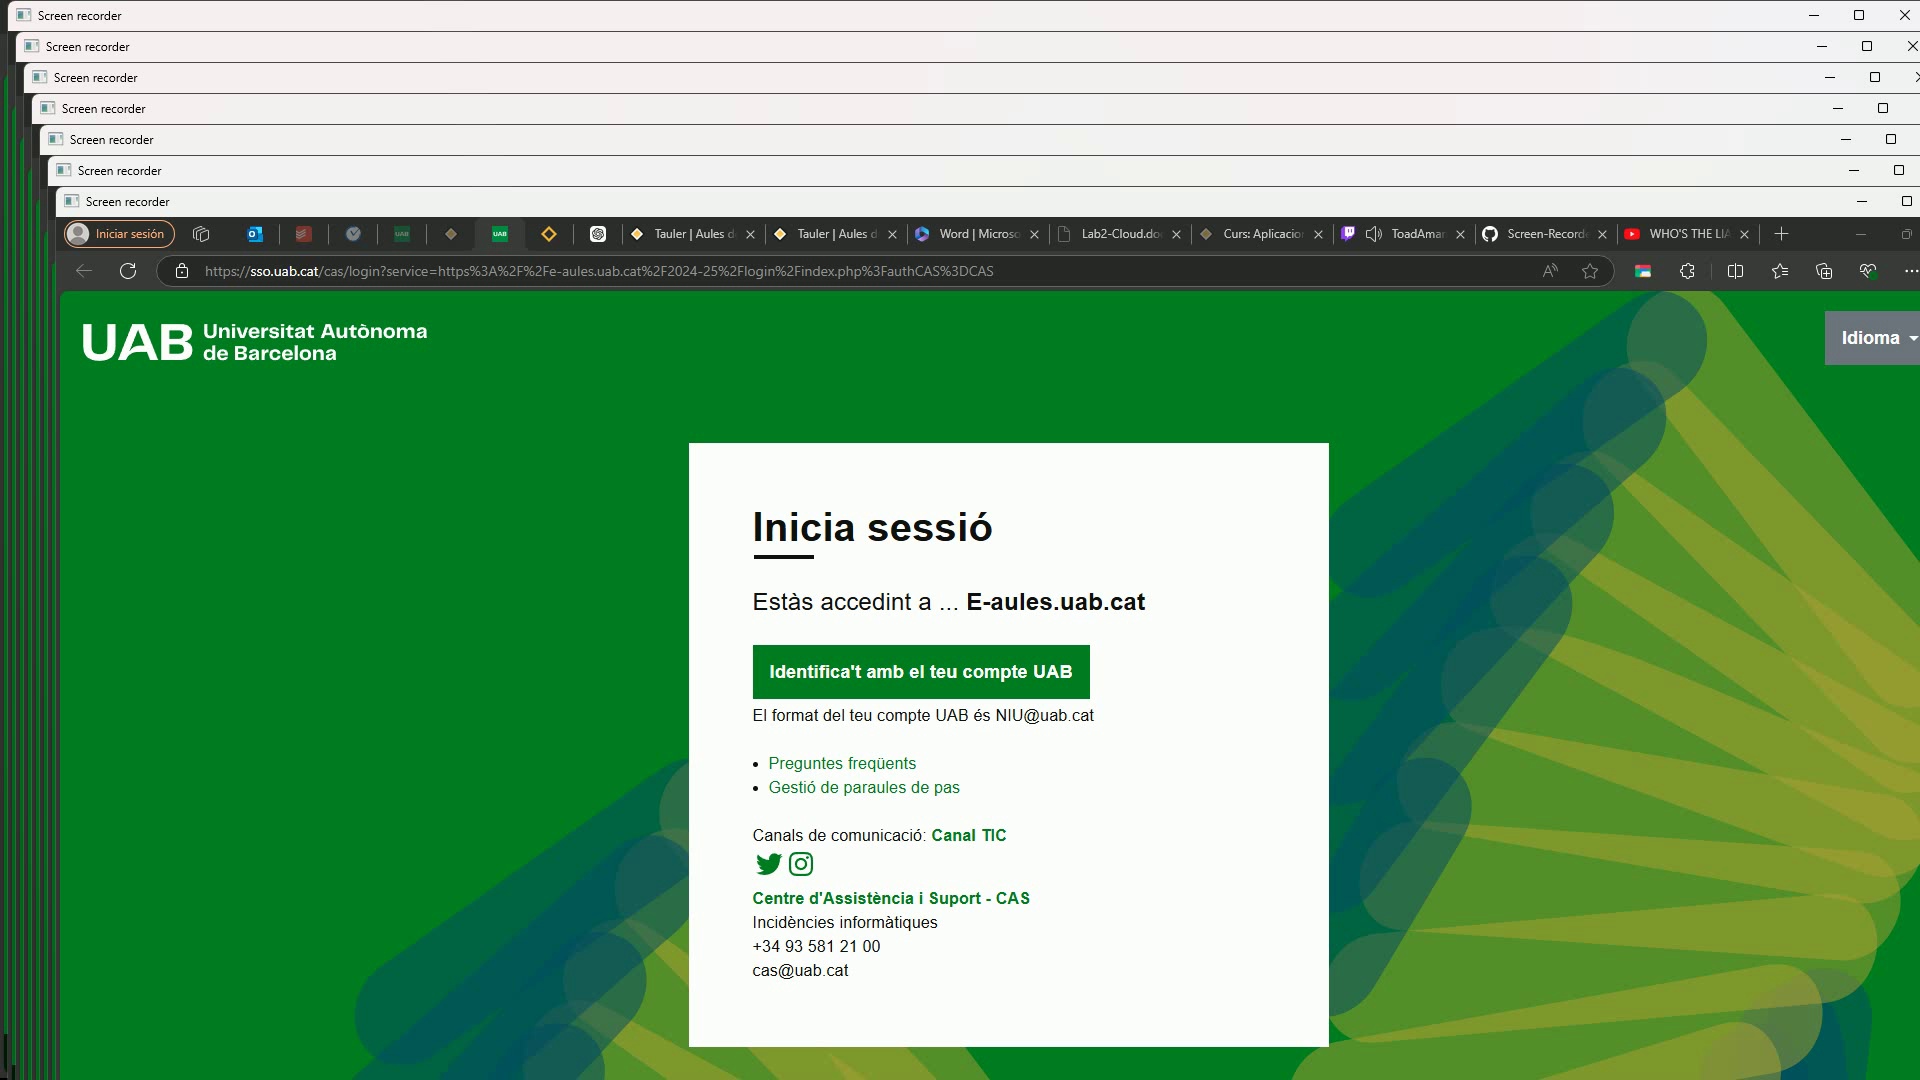 Screen recorder
Screen recorder
Screen recorder
Screen recorder
Screen recorder
Screen recorder
Screen recorder
Iniciar sesión
UAB
UAB
Tauler | Aules d
Tauler | Aules d
Word | Microso
Lab2-Cloud.do
Curs: Aplicacio
ToadAmar
Screen-Record
WHO'S THE LIA
https://sso.uab.cat/cas/login?service=https%3A%2F%2Fe-aules.uab.cat%2F2024-25%2Flogin%2Findex.php%3FauthCAS%3DCAS
UAB Universitat Autònoma
de Barcelona
Idioma
Inicia sessió
Estàs accedint a ... E-aules.uab.cat
Identifica't amb el teu compte UAB
El format del teu compte UAB és NIU@uab.cat
Preguntes freqüents
Gestió de paraules de pas
Canals de comunicació: Canal TIC
Centre d'Assistència i Suport - CAS
Incidències informàtiques
+34 93 581 21 00
cas@uab.cat